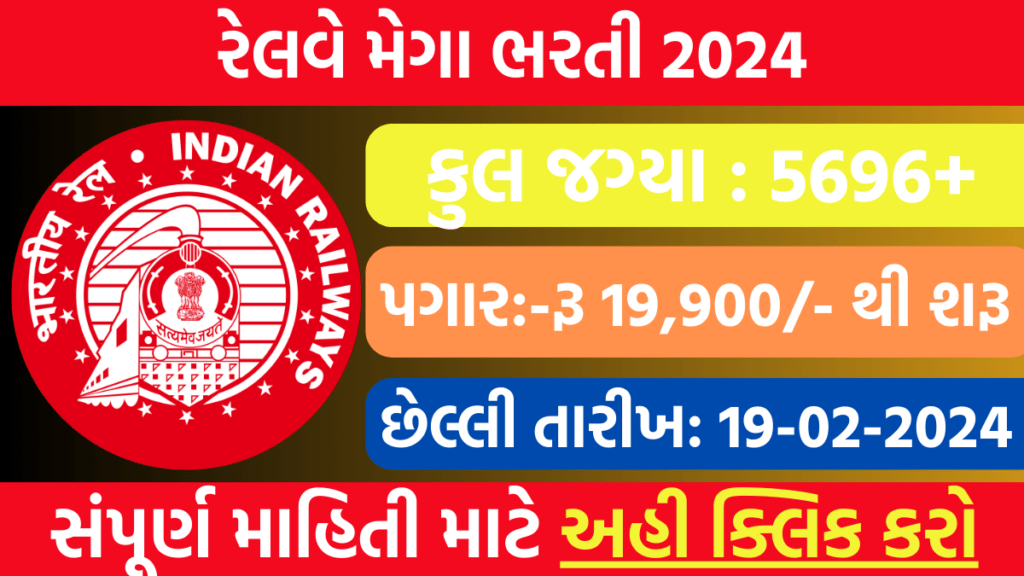 રેલવે મેગા ભરતી 2024
भारतीय रेल • INDIAN RAILWAYS
सत्यमेव जयते
કુલ જગ્યા : 5696+
પગાર:-રૂ 19,900/- થી શરૂ
છેલ્લી તારીખ: 19-02-2024
સંપૂર્ણ માહિતી માટે અહી ક્લિક કરો